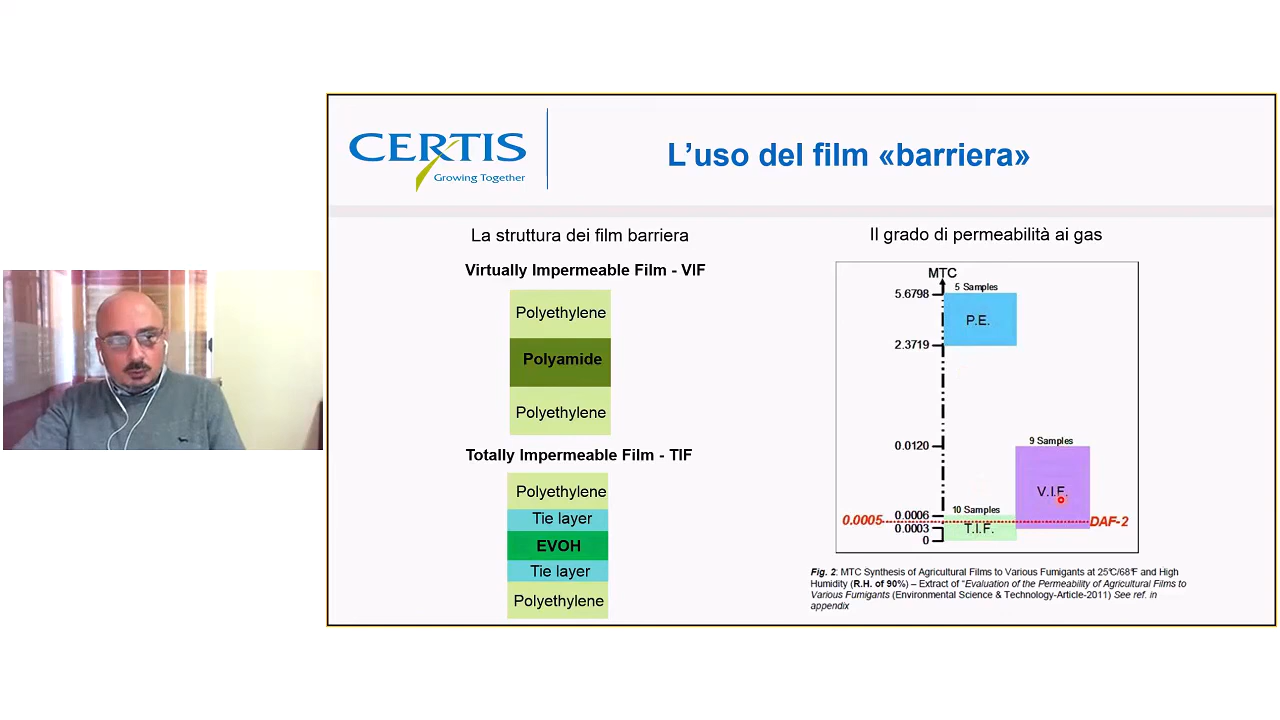 CERTIS
Growing Together
L'uso del film «barriera»
La struttura dei film barriera
Virtually Impermeable Film - VIF
Polyethylene
Polyamide
Polyethylene
Totally Impermeable Film - TIF
Polyethylene
Tie layer
EVOH
Tie layer
Polyethylene
Il grado di permeabilità ai gas
MTC
5 Samples
5.6798
P.E.
2.3719
9 Samples
0.0120
V.I.F.
10 Samples
0.0006
0.0005
DAF-2
0.0003
T.I.F.
0
Fig. 2: MTC Synthesis of Agricultural Films to Various Fumigants at 25°C/68°F and High
Humidity (R.H. of 90%) – Extract of "Evaluation of the Permeability of Agricultural Films to
Various Fumigants (Environmental Science & Technology-Article-2011) See ref. in
appendix